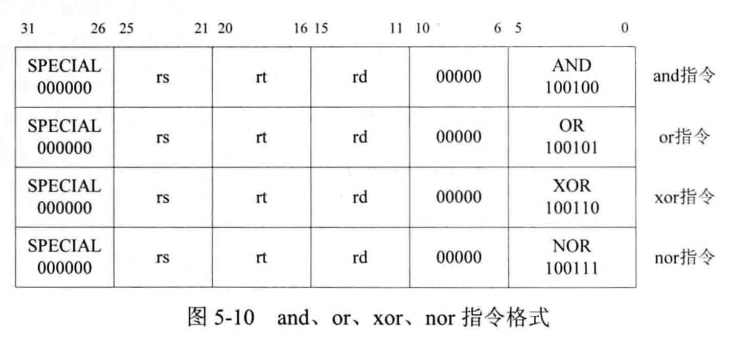 31 26 25 21 20 16 15 11 10 6 5 0
SPECIAL AND
000000 rs rt rd 00000 100100 and指令
SPECIAL OR
000000 rs rt rd 00000 100101 or指令
SPECIAL XOR
000000 rs rt rd 00000 100110 xor指令
SPECIAL NOR
000000 rs rt rd 00000 100111 nor指令
图 5-10 and、or、xor、nor 指令格式